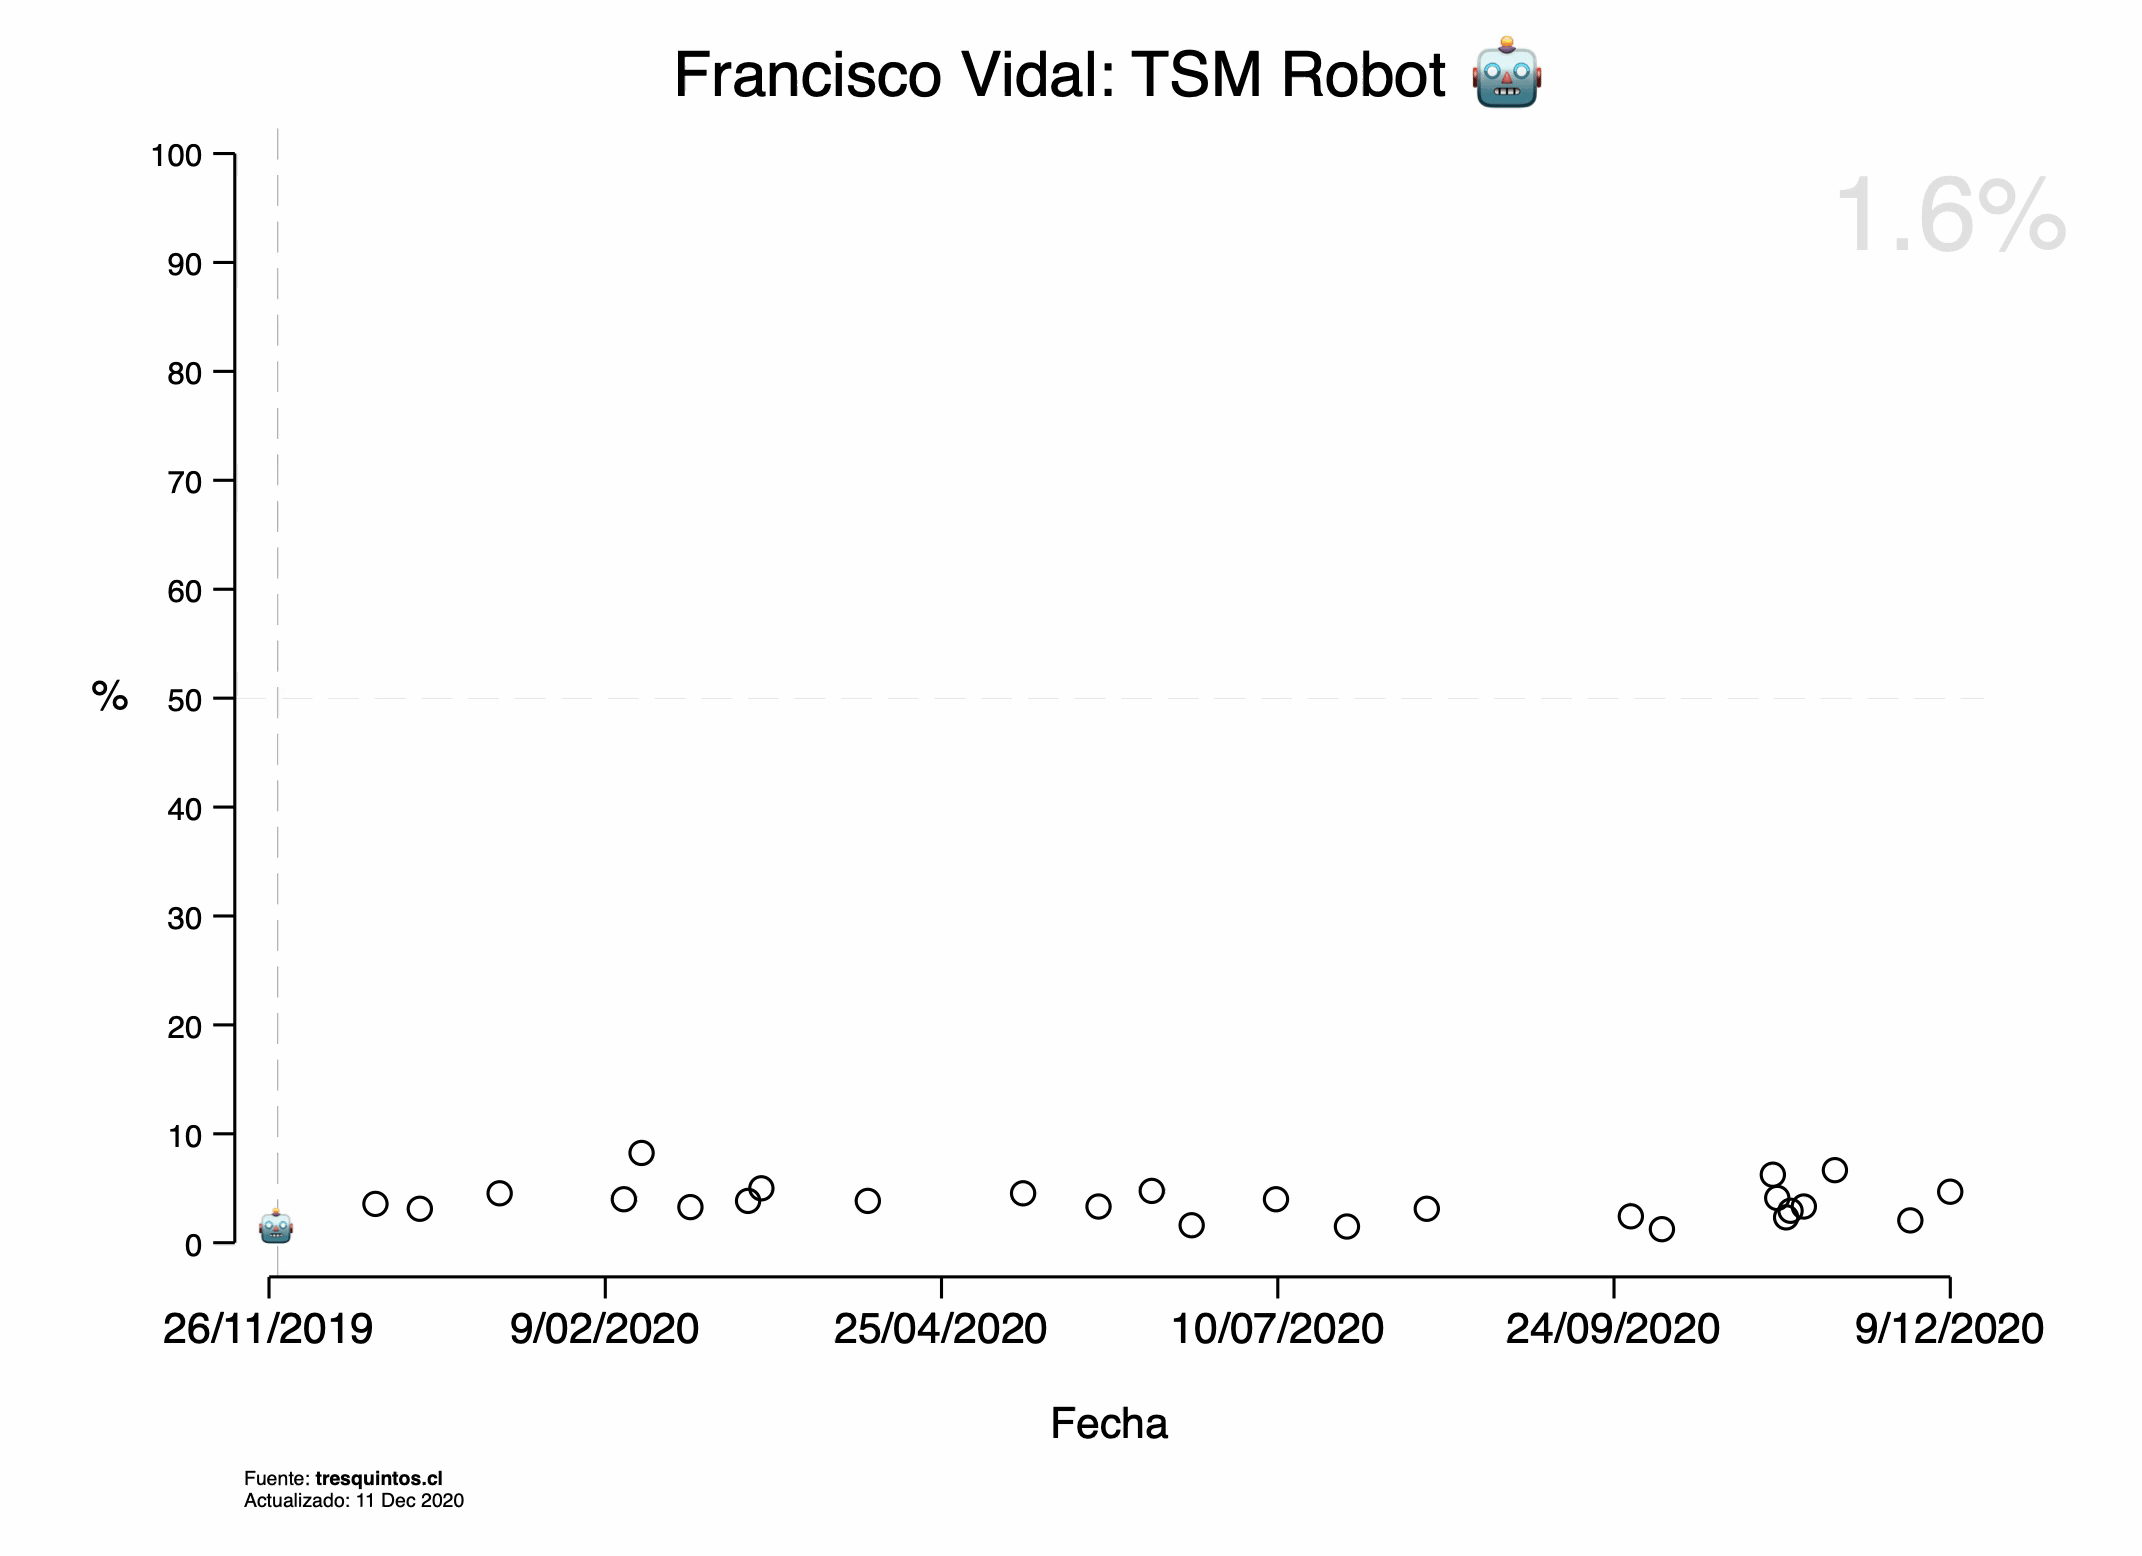 Francisco Vidal: TSM Robot 🤖
1.6%
100
90
80
70
60
% 50
40
30
20
10
0
26/11/2019 9/02/2020 25/04/2020 10/07/2020 24/09/2020 9/12/2020
Fecha
Fuente: tresquintos.cl
Actualizado: 11 Dec 2020